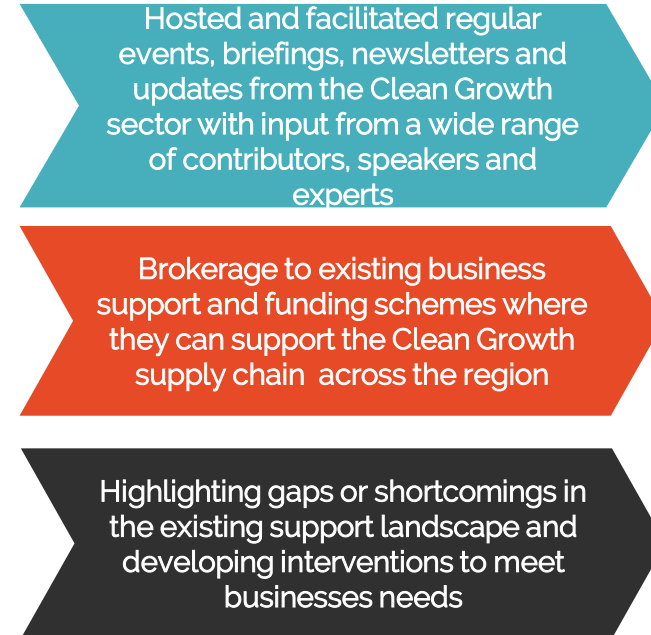 Hosted and facilitated regular
events, briefings, newsletters and
updates from the Clean Growth
sector with input from a wide range
of contributors, speakers and
experts
Brokerage to existing business
support and funding schemes where
they can support the Clean Growth
supply chain  across the region
Highlighting gaps or shortcomings in
the existing support landscape and
developing interventions to meet
businesses needs